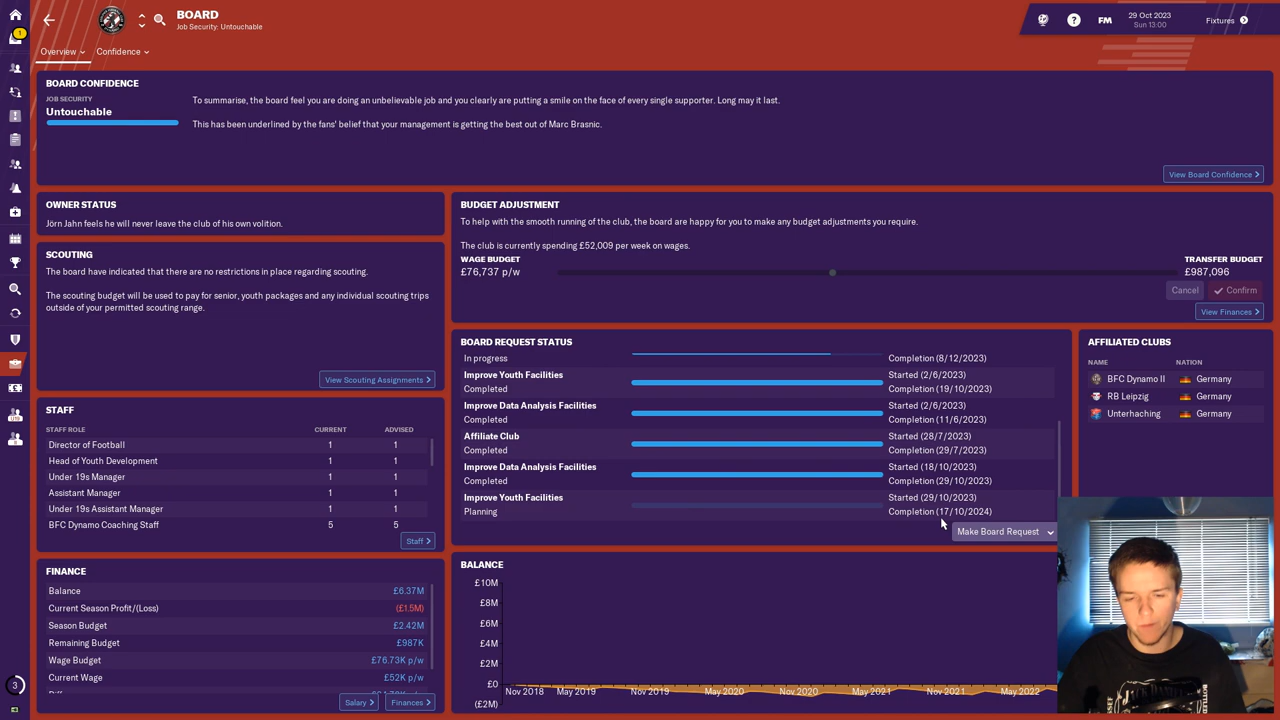 BOARD
Job Security: Untouchable
29 Oct 2023
Sun 13:00
FM
Fixtures
1
Overview
Confidence
BOARD CONFIDENCE
JOB SECURITY
Untouchable
To summarise, the board feel you are doing an unbelievable job and you clearly are putting a smile on the face of every single supporter. Long may it last.
This has been underlined by the fans' belief that your management is getting the best out of Marc Brasnic.
View Board Confidence
OWNER STATUS
Jörn Jahn feels he will never leave the club of his own volition.
SCOUTING
The board have indicated that there are no restrictions in place regarding scouting.
The scouting budget will be used to pay for senior, youth packages and any individual scouting trips
outside of your permitted scouting range.
View Scouting Assignments
BUDGET ADJUSTMENT
To help with the smooth running of the club, the board are happy for you to make any budget adjustments you require.
The club is currently spending £52,009 per week on wages.
WAGE BUDGET
£76,737 p/w
TRANSFER BUDGET
£987,096
Cancel
Confirm
View Finances
BOARD REQUEST STATUS
In progress
Completion (8/12/2023)
Improve Youth Facilities
Started (2/6/2023)
Completed
Completion (19/10/2023)
Improve Data Analysis Facilities
Started (2/6/2023)
Completed
Completion (11/6/2023)
Affiliate Club
Started (28/7/2023)
Completed
Completion (29/7/2023)
Improve Data Analysis Facilities
Started (18/10/2023)
Completed
Completion (29/10/2023)
Improve Youth Facilities
Started (29/10/2023)
Planning
Completion (17/10/2024)
Make Board Request
AFFILIATED CLUBS
NAME NATION
BFC Dynamo II Germany
RB Leipzig Germany
Unterhaching Germany
STAFF
STAFF ROLE CURRENT ADVISED
Director of Football 1 1
Head of Youth Development 1 1
Under 19s Manager 1 1
Assistant Manager 1 1
Under 19s Assistant Manager 1 1
BFC Dynamo Coaching Staff 5 5
Staff
FINANCE
Balance £6.37M
Current Season Profit/(Loss) (£1.5M)
Season Budget £2.42M
Remaining Budget £987K
Wage Budget £76.73K p/w
Current Wage £52K p/w
Salary
Finances
BALANCE
£10M
£8M
£6M
£4M
£2M
£0
(£2M)
Nov 2018 May 2019 Nov 2019 May 2020 Nov 2020 May 2021 Nov 2021 May 2022
3